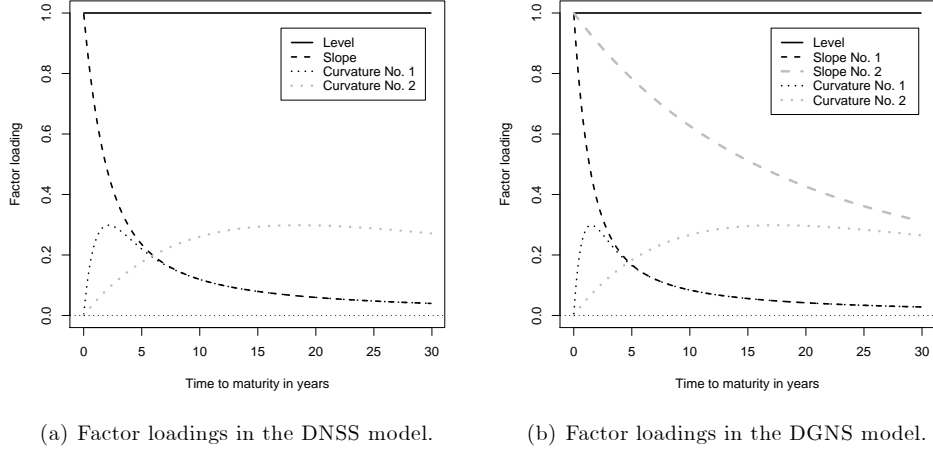 Factor loading
0.0 0.2 0.4 0.6 0.8 1.0
Level
Slope
Curvature No. 1
Curvature No. 2
0 5 10 15 20 25 30
Time to maturity in years
(a) Factor loadings in the DNSS model.
Factor loading
0.0 0.2 0.4 0.6 0.8 1.0
Level
Slope No. 1
Slope No. 2
Curvature No. 1
Curvature No. 2
0 5 10 15 20 25 30
Time to maturity in years
(b) Factor loadings in the DGNS model.